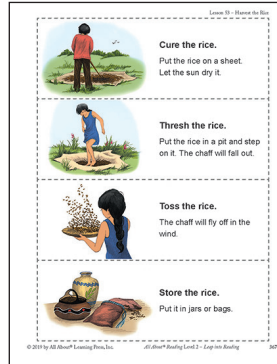 Lesson 53 – Harvest the Rice
Cure the rice.
Put the rice on a sheet.
Let the sun dry it.
Thresh the rice.
Put the rice in a pit and step
on it. The chaff will fall out.
Toss the rice.
The chaff will fly off in the
wind.
Store the rice.
Put it in jars or bags.
© 2019 by All About® Learning Press, Inc.
All About® Reading Level 2 – Leap into Reading